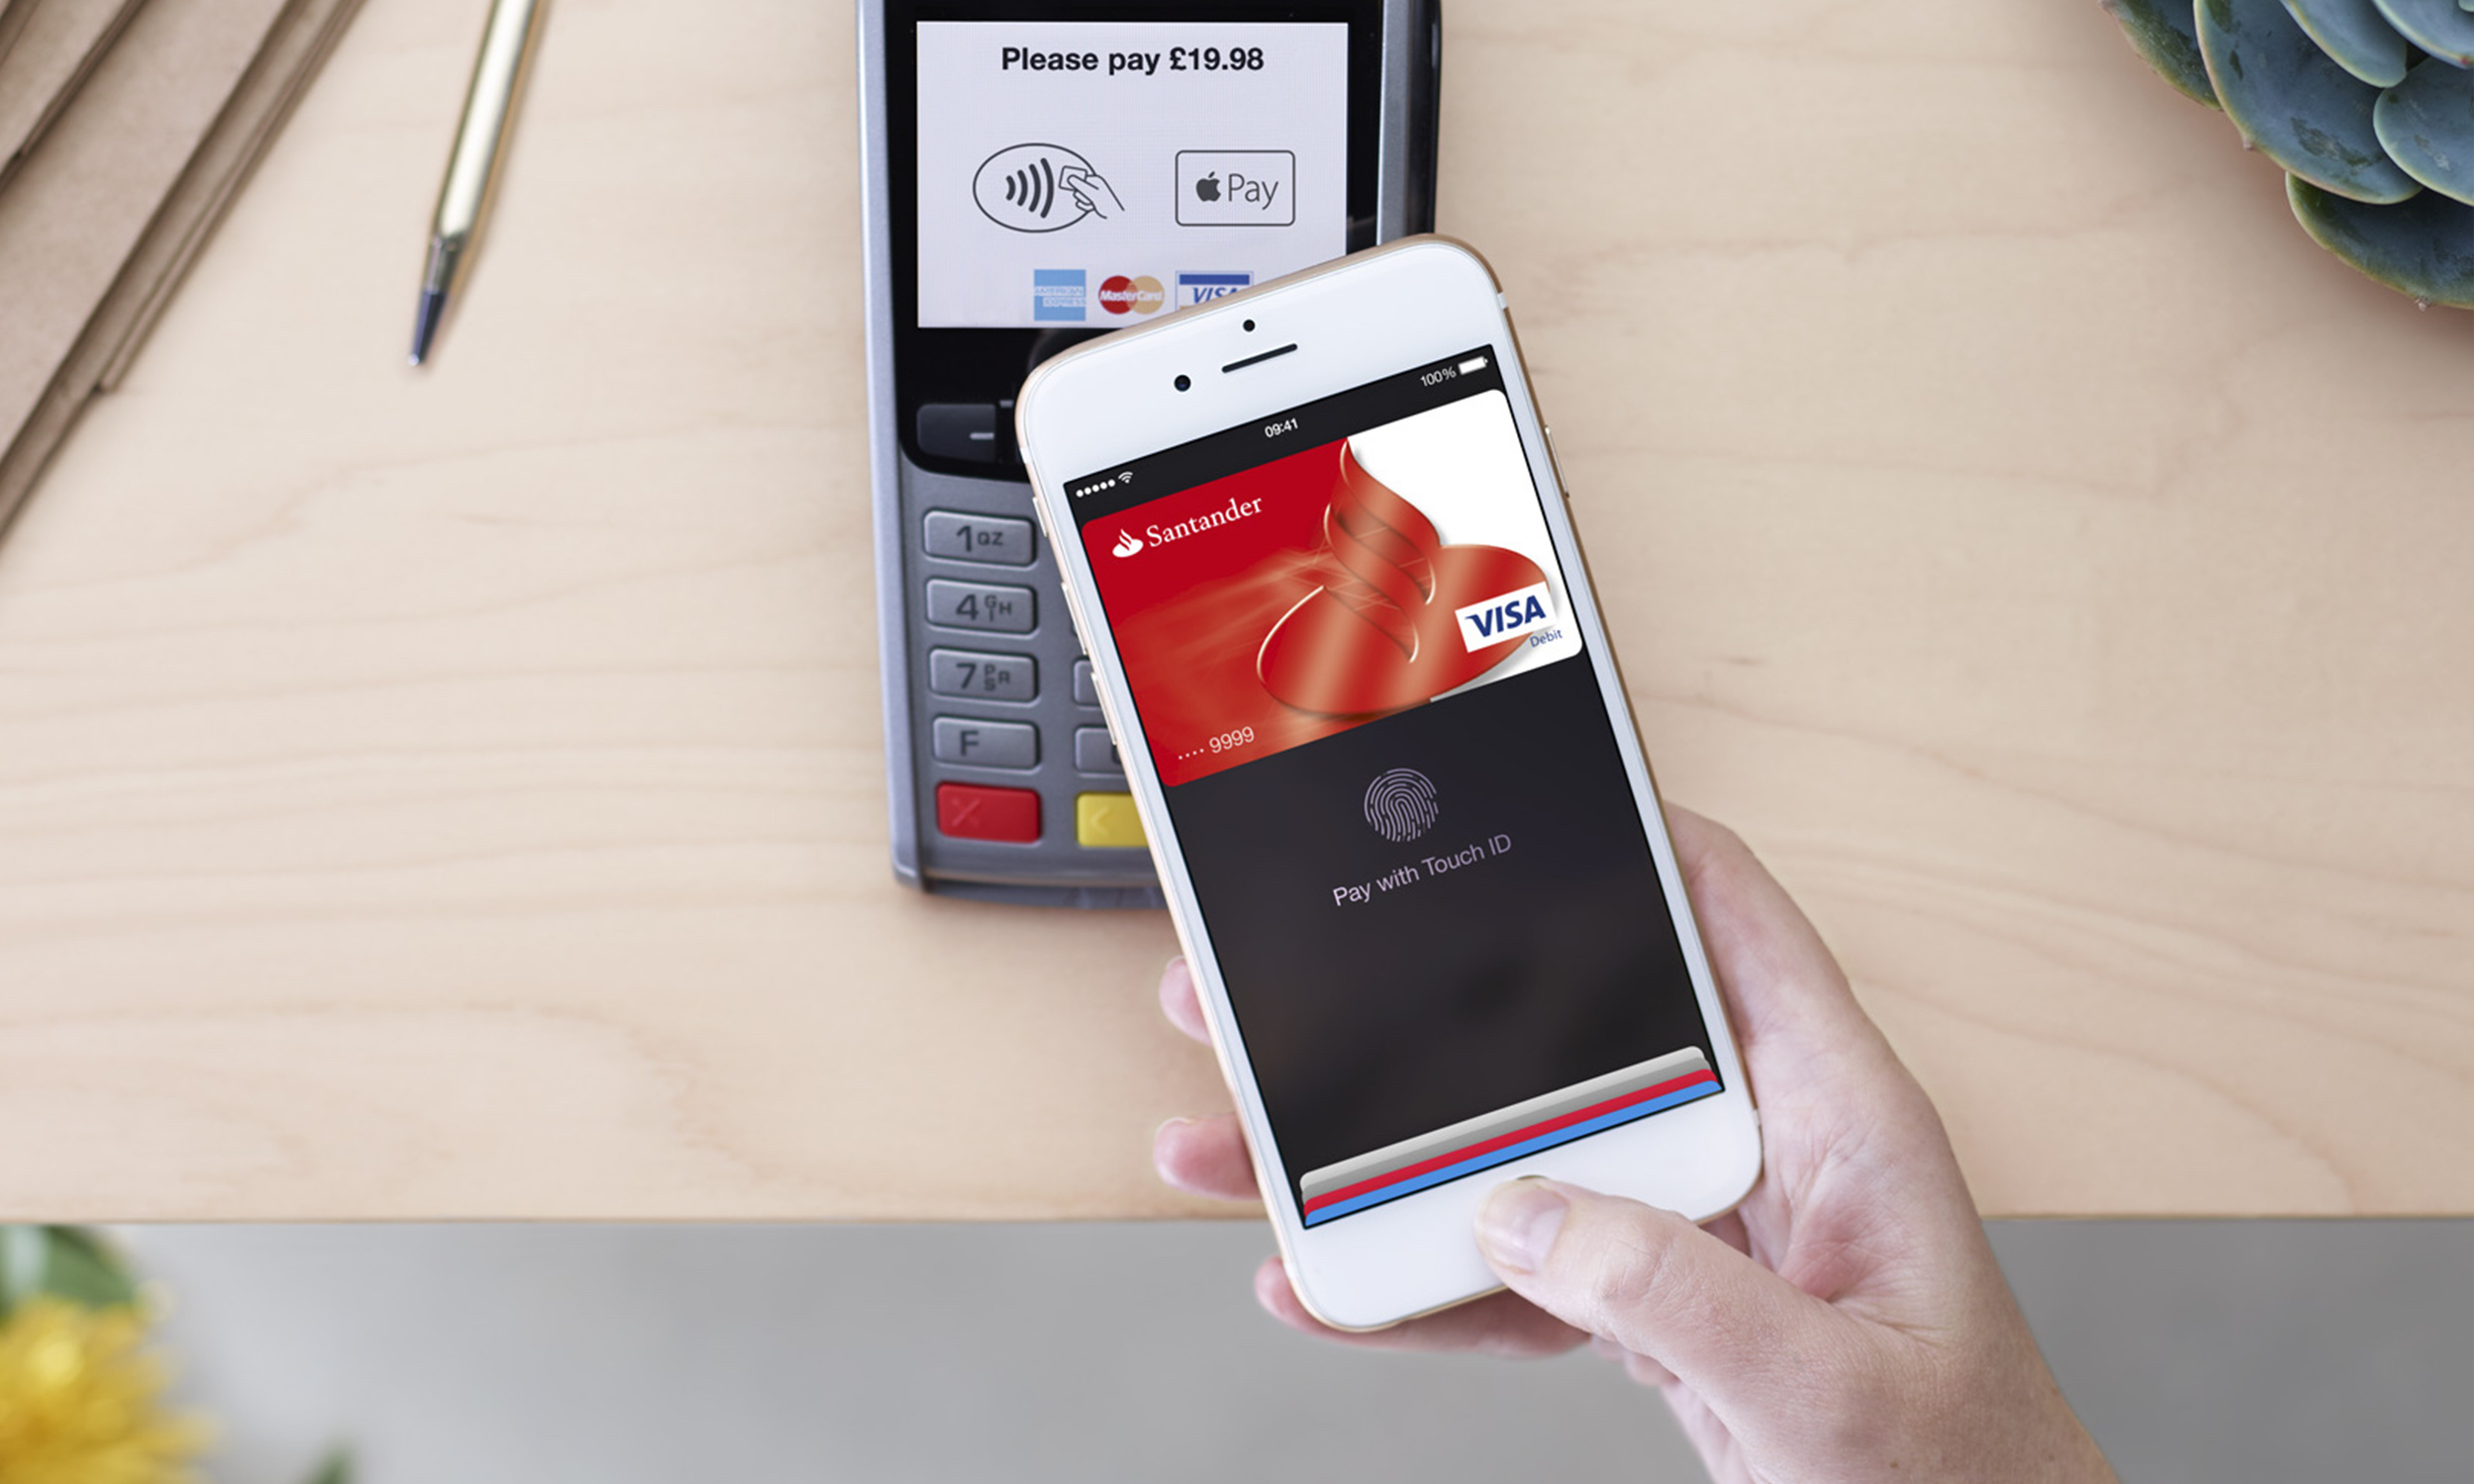 Please pay £19.98
Pay
AMERICAN
EXPRESS
MasterCard
VISA
100%
09:41
Santander
VISA
Debit
.... 9999
Pay with Touch ID
1 QZ
4 GHI
7 PRS
F